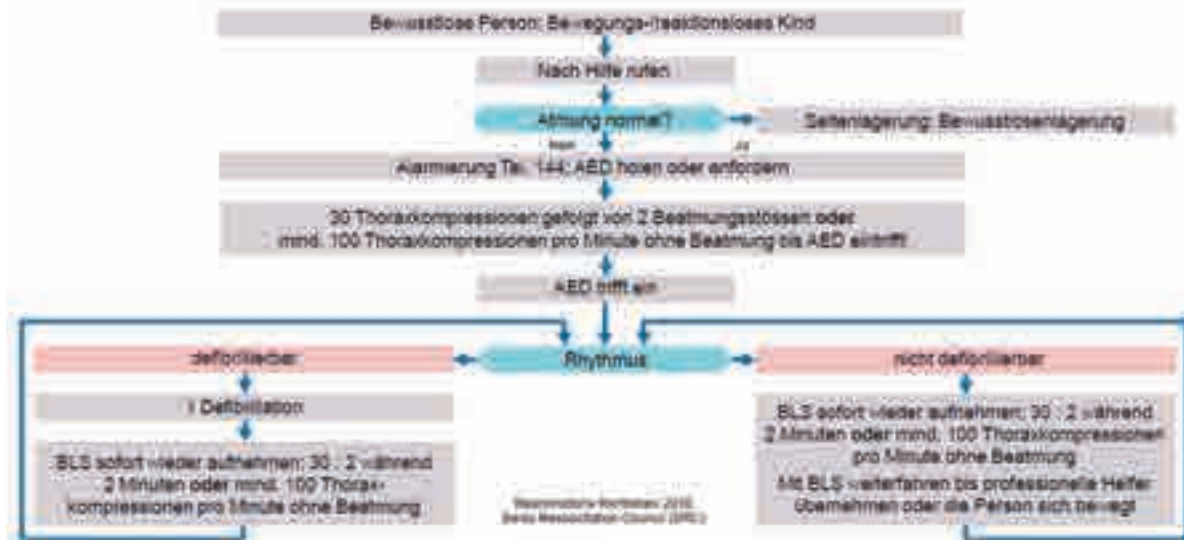 Bewusstlose Person; Bewegungs-/reaktionsloses Kind
Nach Hilfe rufen
Atmung normal?
Seitenlagerung: Bewusstlosenlagerung
Nein
Ja
Alarmierung Tel. 144; AED holen oder anfordern
30 Thoraxkompressionen gefolgt von 2 Beatmungsstössen oder
mind. 100 Thoraxkompressionen pro Minute ohne Beatmung bis AED eintrifft
AED trifft ein
defibrillierbar
Rhythmus
nicht defibrillierbar
1 Defibrillation
BLS sofort wieder aufnehmen; 30 : 2 während
2 Minuten oder mind. 100 Thorax-
kompressionen pro Minute ohne Beatmung
BLS sofort wieder aufnehmen; 30 : 2 während
2 Minuten oder mind. 100 Thoraxkompressionen
pro Minute ohne Beatmung
Mit BLS weiterfahren bis professionelle Helfer
übernehmen oder die Person sich bewegt
Swiss Resuscitation Council (SRC)